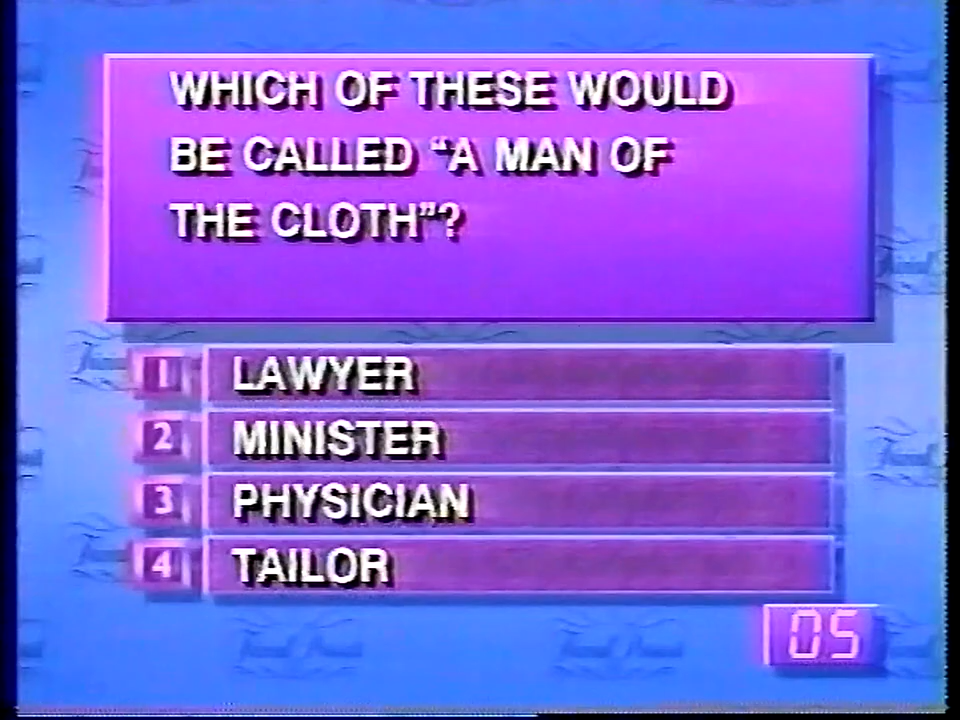 WHICH OF THESE WOULD
BE CALLED “A MAN OF
THE CLOTH”?
1 LAWYER
2 MINISTER
3 PHYSICIAN
4 TAILOR
05